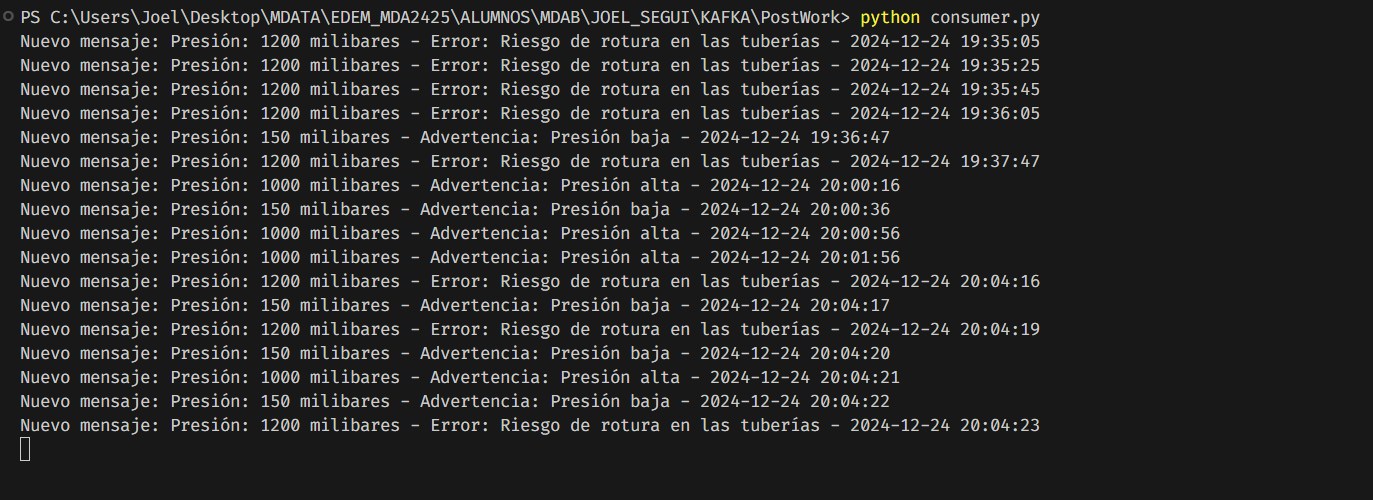 PS C:\Users\Joel\Desktop\MDATA\EDEM_MDA2425\ALUMNOS\MDAB\JOEL_SEGUI\KAFKA\PostWork> python consumer.py
Nuevo mensaje: Presión: 1200 milibares - Error: Riesgo de rotura en las tuberías - 2024-12-24 19:35:05
Nuevo mensaje: Presión: 1200 milibares - Error: Riesgo de rotura en las tuberías - 2024-12-24 19:35:25
Nuevo mensaje: Presión: 1200 milibares - Error: Riesgo de rotura en las tuberías - 2024-12-24 19:35:45
Nuevo mensaje: Presión: 1200 milibares - Error: Riesgo de rotura en las tuberías - 2024-12-24 19:36:05
Nuevo mensaje: Presión: 150 milibares - Advertencia: Presión baja - 2024-12-24 19:36:47
Nuevo mensaje: Presión: 1200 milibares - Error: Riesgo de rotura en las tuberías - 2024-12-24 19:37:47
Nuevo mensaje: Presión: 1000 milibares - Advertencia: Presión alta - 2024-12-24 20:00:16
Nuevo mensaje: Presión: 150 milibares - Advertencia: Presión baja - 2024-12-24 20:00:36
Nuevo mensaje: Presión: 1000 milibares - Advertencia: Presión alta - 2024-12-24 20:00:56
Nuevo mensaje: Presión: 1000 milibares - Advertencia: Presión alta - 2024-12-24 20:01:56
Nuevo mensaje: Presión: 1200 milibares - Error: Riesgo de rotura en las tuberías - 2024-12-24 20:04:16
Nuevo mensaje: Presión: 150 milibares - Advertencia: Presión baja - 2024-12-24 20:04:17
Nuevo mensaje: Presión: 1200 milibares - Error: Riesgo de rotura en las tuberías - 2024-12-24 20:04:19
Nuevo mensaje: Presión: 150 milibares - Advertencia: Presión baja - 2024-12-24 20:04:20
Nuevo mensaje: Presión: 1000 milibares - Advertencia: Presión alta - 2024-12-24 20:04:21
Nuevo mensaje: Presión: 150 milibares - Advertencia: Presión baja - 2024-12-24 20:04:22
Nuevo mensaje: Presión: 1200 milibares - Error: Riesgo de rotura en las tuberías - 2024-12-24 20:04:23